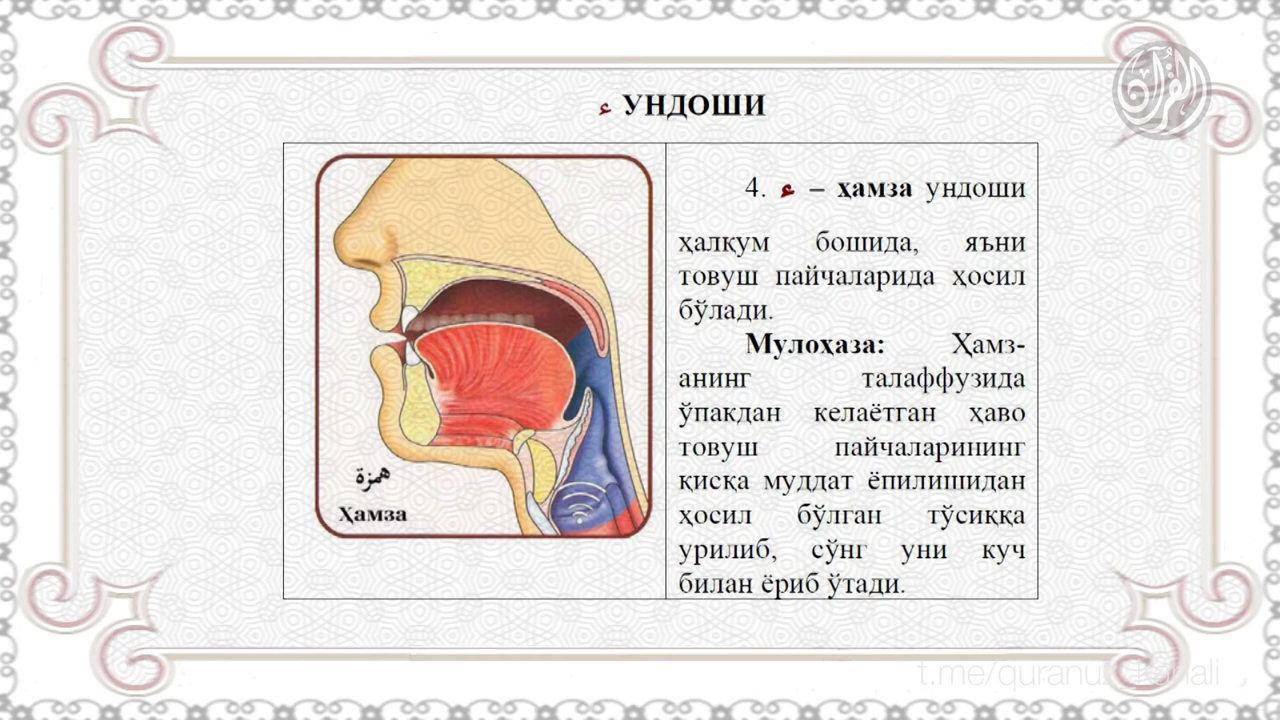 ء УНДОШИ
القرآن
همزة
Ҳамза
4. ء – ҳамза ундоши
ҳалқум бошида, яъни
товуш пайчаларида ҳосил
бўлади.
Мулоҳаза: Ҳамз-
анинг талаффузида
ўпакдан келаётган ҳаво
товуш пайчаларининг
қисқа муддат ёпилишидан
ҳосил бўлган тўсиққа
урилиб, сўнг уни куч
билан ёриб ўтади.